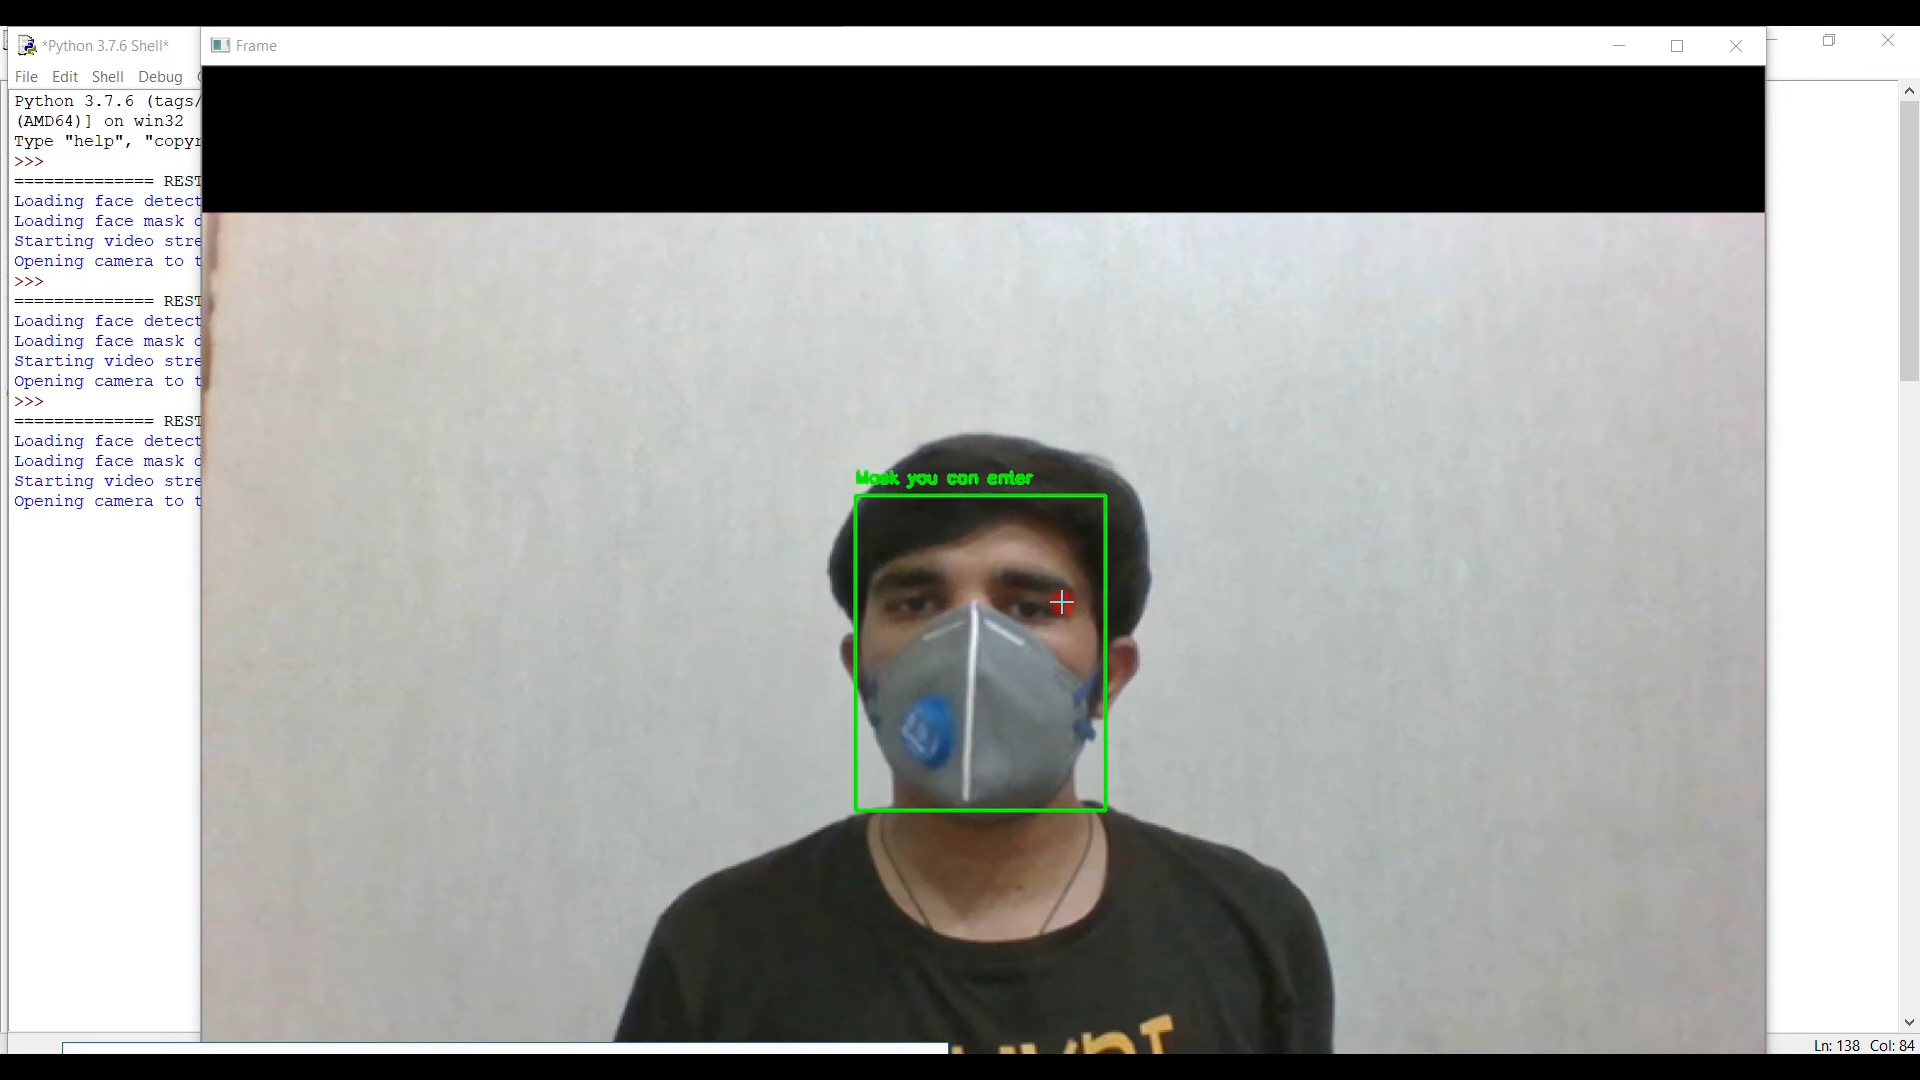 *Python 3.7.6 Shell*
Frame
File Edit Shell Debug
Python 3.7.6 (tags/
(AMD64)] on win32
Type "help", "copyr
>>>
============== REST
Loading face detect
Loading face mask d
Starting video stre
Opening camera to t
>>>
============== REST
Loading face detect
Loading face mask d
Starting video stre
Opening camera to t
>>>
============== REST
Loading face detect
Loading face mask d
Starting video stre
Opening camera to t
Mask you can enter
Ln: 138 Col: 84